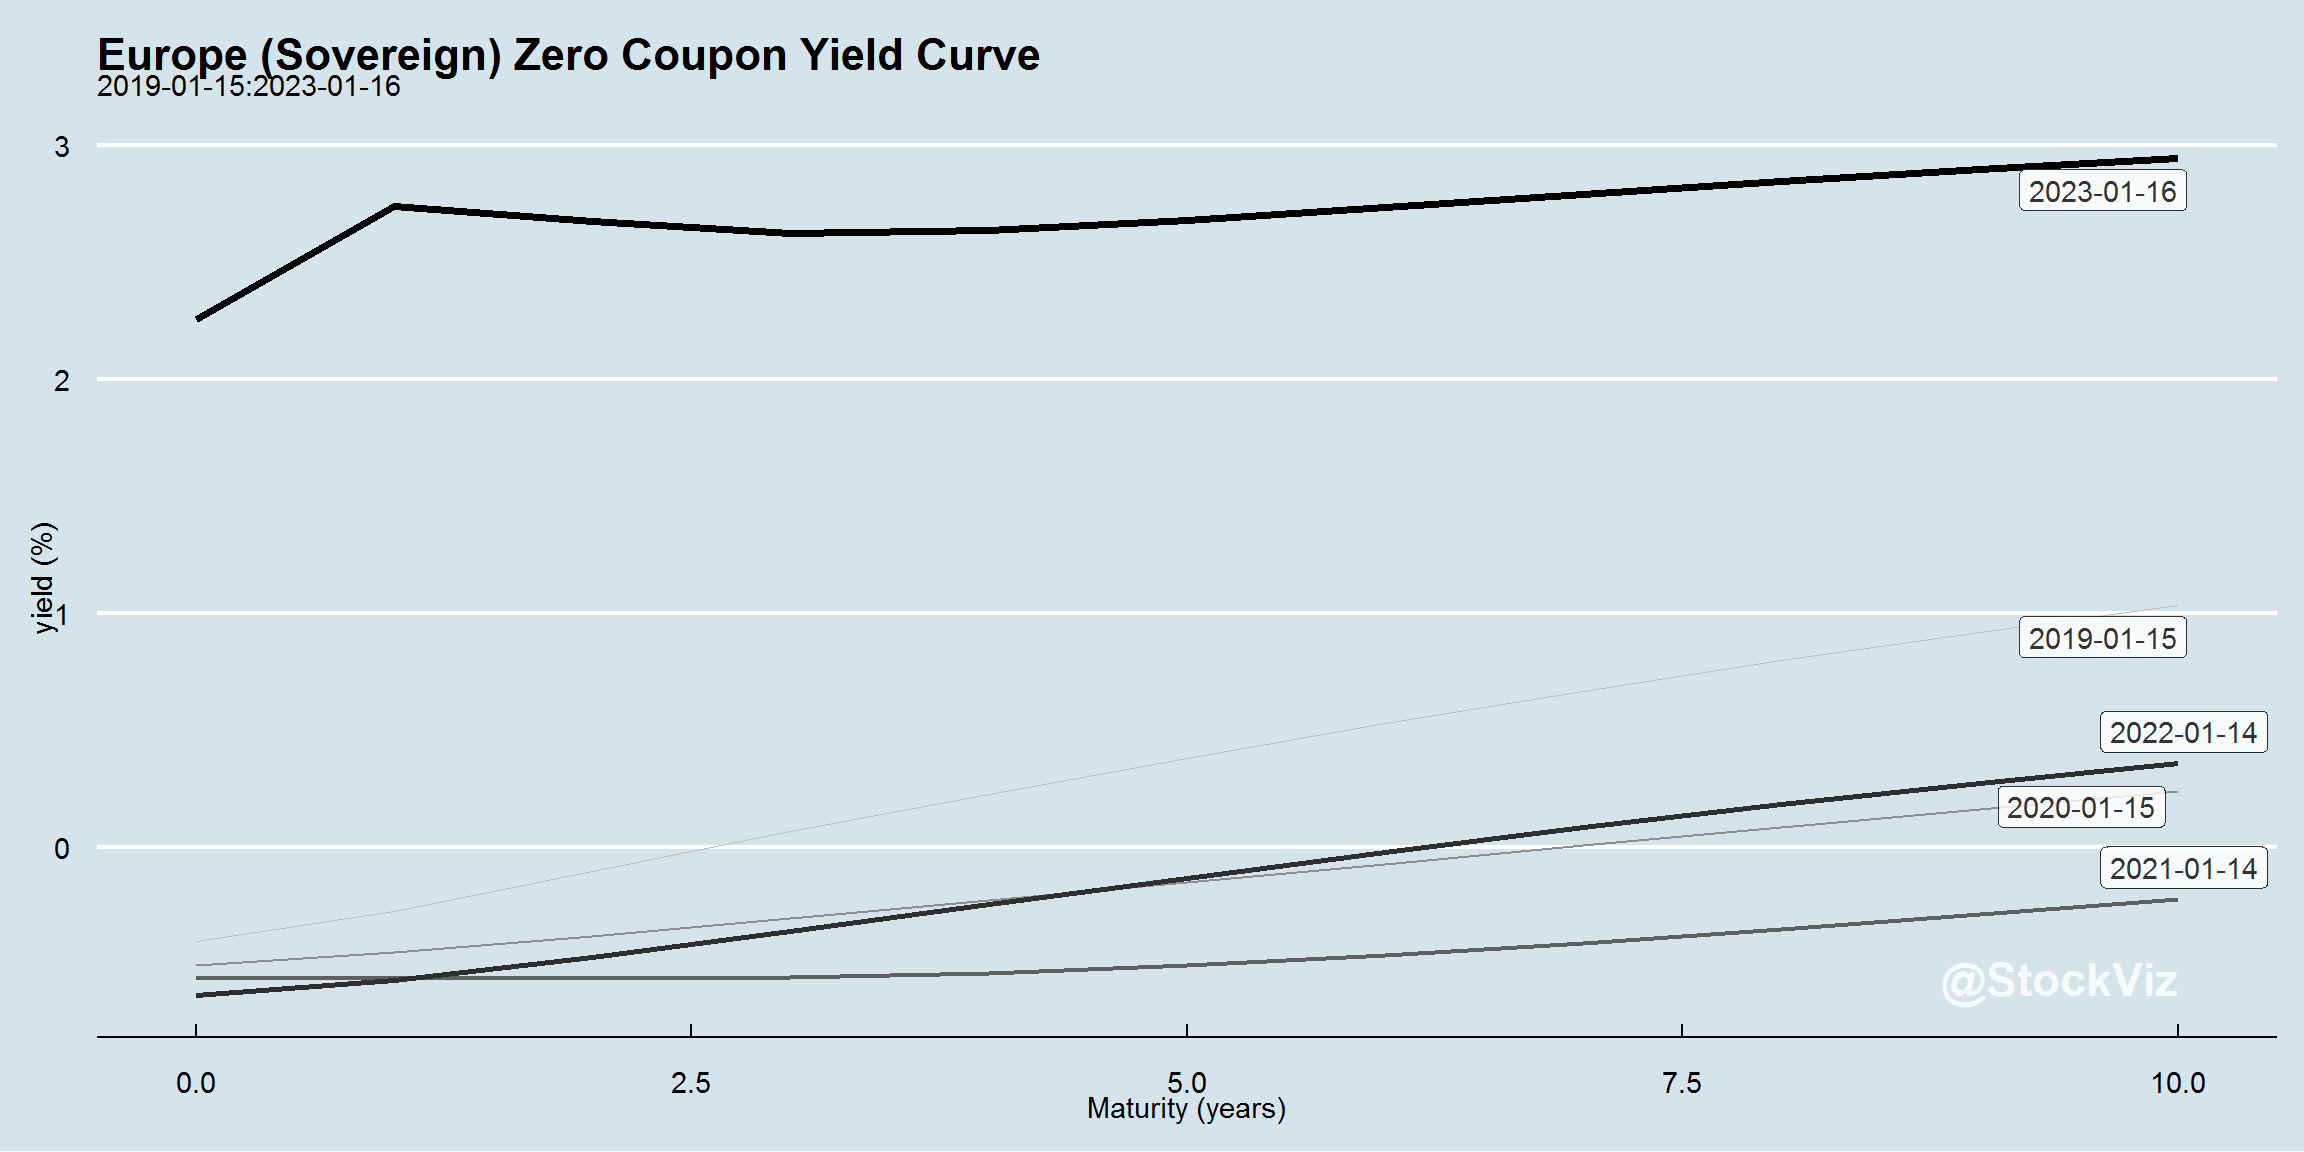 Europe (Sovereign) Zero Coupon Yield Curve
2019-01-15:2023-01-16
3
2
1
0
yield (%)
2023-01-16
2019-01-15
2022-01-14
2020-01-15
2021-01-14
@StockViz
0.0 2.5 5.0 7.5 10.0
Maturity (years)